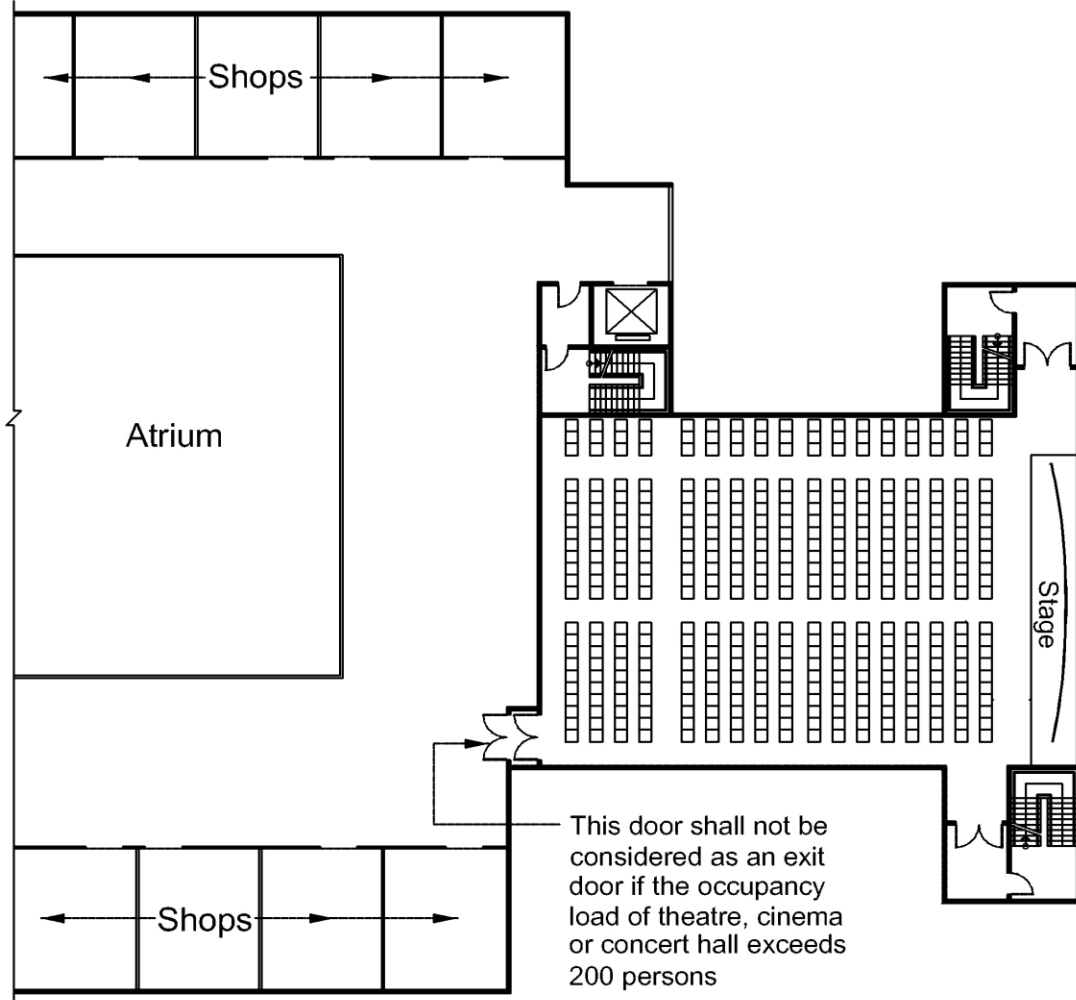 Shops
Atrium
Stage
This door shall not be
considered as an exit
door if the occupancy
load of theatre, cinema
or concert hall exceeds
200 persons
Shops